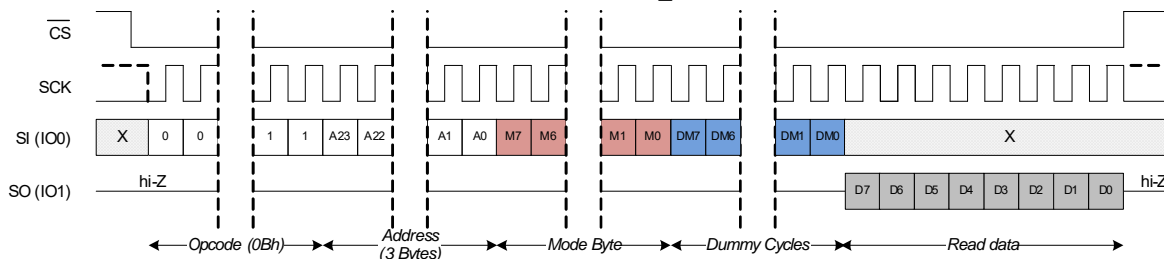 CS
SCK
SI (IO0) X 0 0 1 1 A23 A22 A1 A0 M7 M6 M1 M0 DM7 DM6 DM1 DM0 X
hi-Z hi-Z
SO (IO1) D7 D6 D5 D4 D3 D2 D1 D0
Opcode (0Bh) Address Mode Byte Dummy Cycles Read data
(3 Bytes)